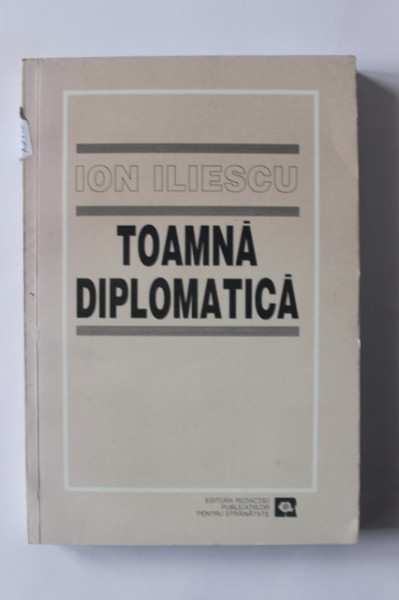 ION ILIESCU
TOAMNĂ
DIPLOMATICĂ
EDITURA REDACȚIEI
PUBLICAȚIILOR
PENTRU STRĂINĂTATE